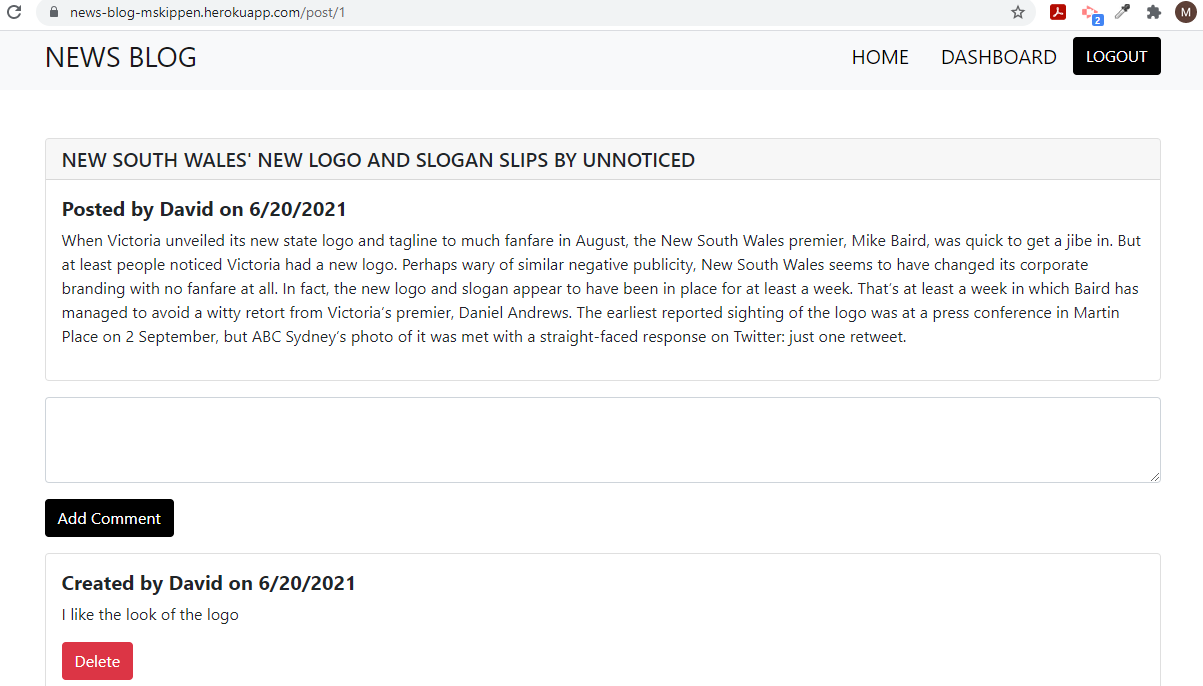 news-blog-mskippen.herokuapp.com/post/1
2
M
NEWS BLOG
HOME
DASHBOARD
LOGOUT
NEW SOUTH WALES' NEW LOGO AND SLOGAN SLIPS BY UNNOTICED
Posted by David on 6/20/2021
When Victoria unveiled its new state logo and tagline to much fanfare in August, the New South Wales premier, Mike Baird, was quick to get a jibe in. But
at least people noticed Victoria had a new logo. Perhaps wary of similar negative publicity, New South Wales seems to have changed its corporate
branding with no fanfare at all. In fact, the new logo and slogan appear to have been in place for at least a week. That’s at least a week in which Baird has
managed to avoid a witty retort from Victoria’s premier, Daniel Andrews. The earliest reported sighting of the logo was at a press conference in Martin
Place on 2 September, but ABC Sydney’s photo of it was met with a straight-faced response on Twitter: just one retweet.
Add Comment
Created by David on 6/20/2021
I like the look of the logo
Delete